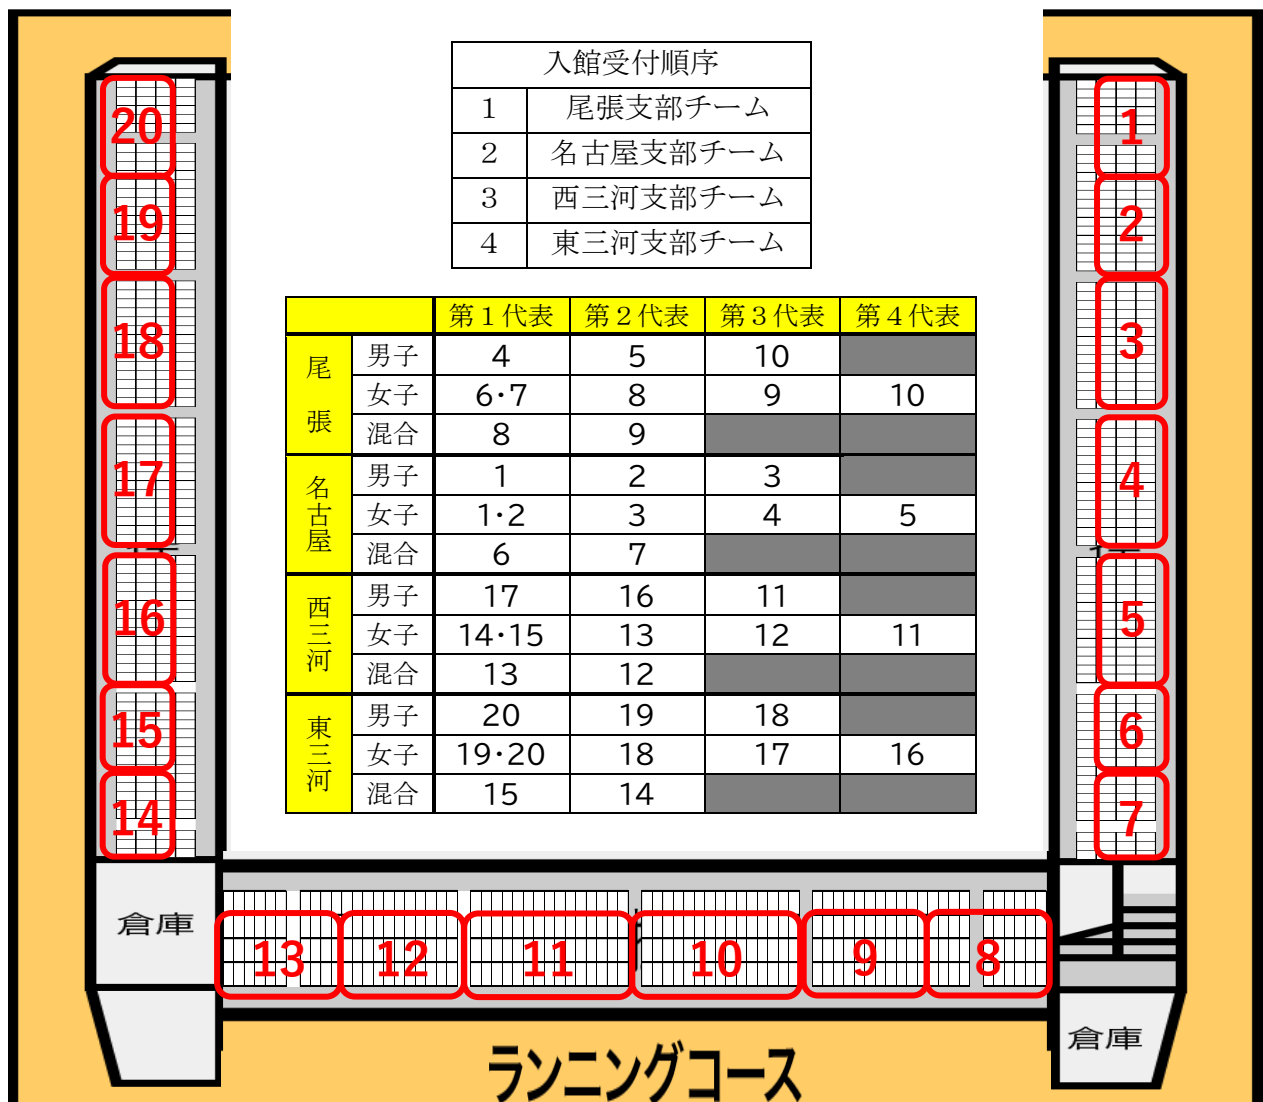 入館受付順序
1 尾張支部チーム
2 名古屋支部チーム
3 西三河支部チーム
4 東三河支部チーム
第１代表 第２代表 第３代表 第４代表
尾張 男子 4 5 10
女子 6・7 8 9 10
混合 8 9
名古屋 男子 1 2 3
女子 1・2 3 4 5
混合 6 7
西三河 男子 17 16 11
女子 14・15 13 12 11
混合 13 12
東三河 男子 20 19 18
女子 19・20 18 17 16
混合 15 14
20
19
18
17
16
15
14
1
2
3
4
5
6
7
倉庫
13 12 11 10 9 8
倉庫
ランニングコース